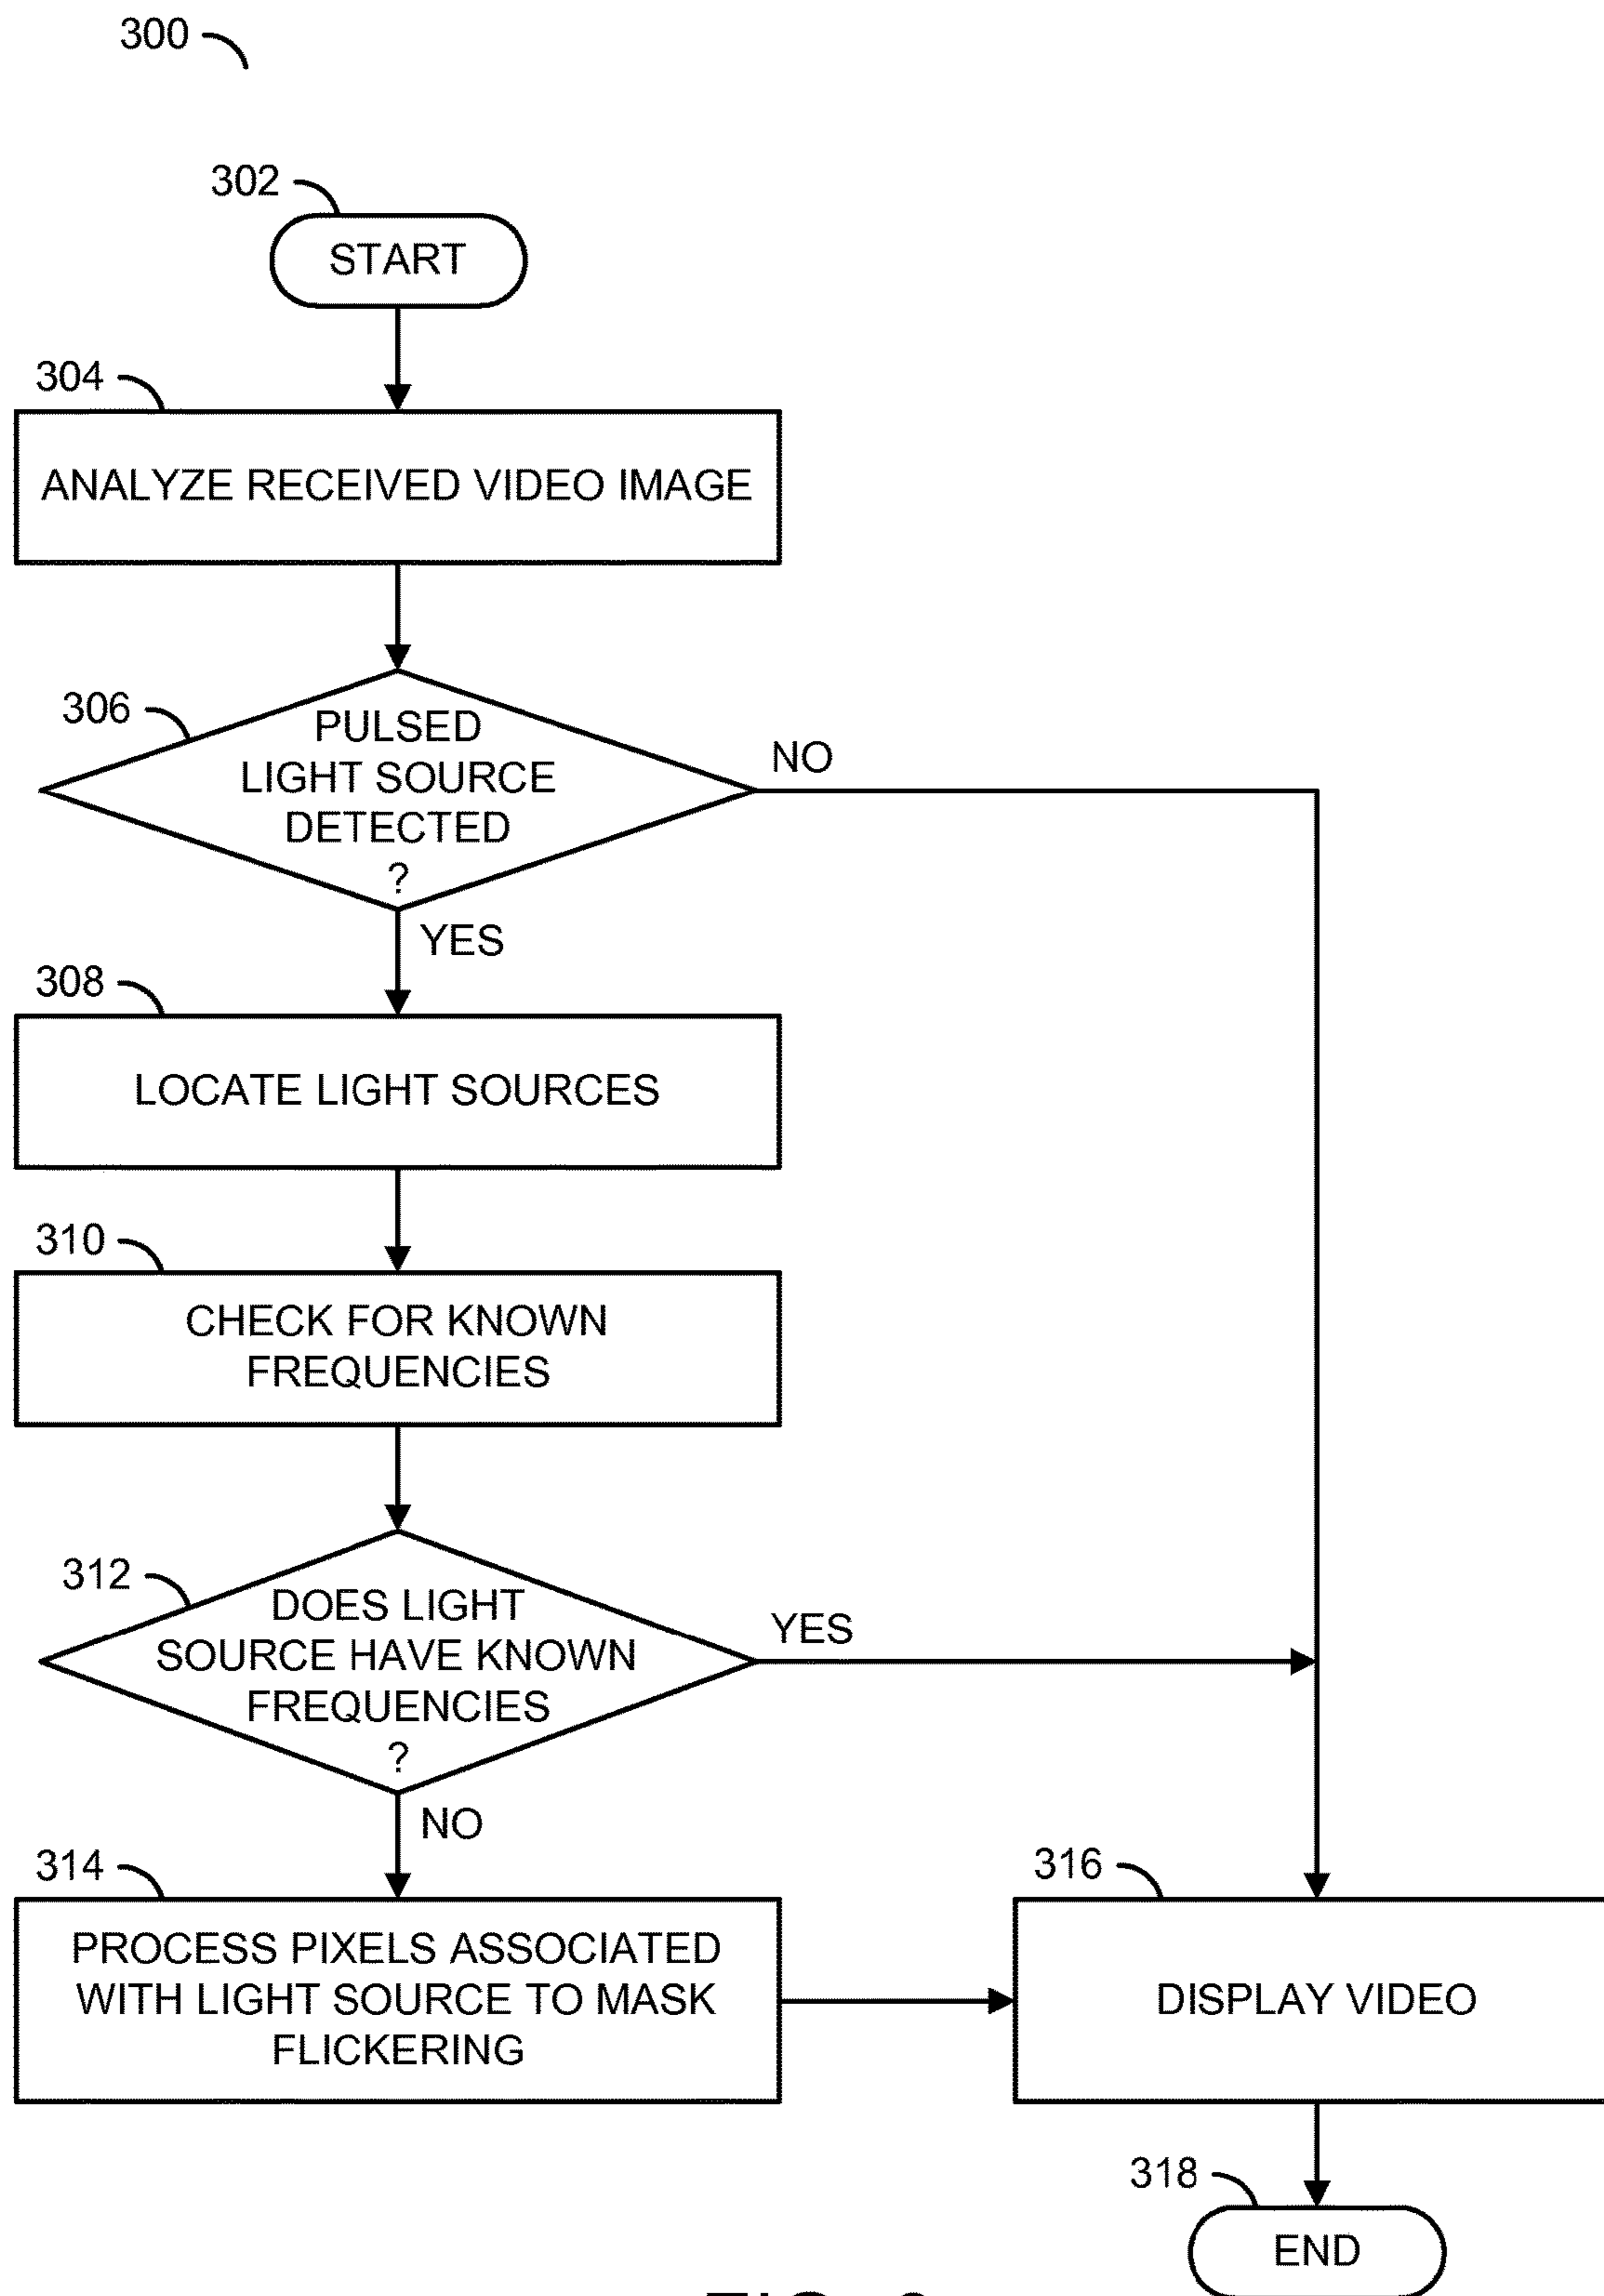 300
302
START
304
ANALYZE RECEIVED VIDEO IMAGE
306
PULSED
LIGHT SOURCE
DETECTED
?
NO
YES
308
LOCATE LIGHT SOURCES
310
CHECK FOR KNOWN
FREQUENCIES
312
DOES LIGHT
SOURCE HAVE KNOWN
FREQUENCIES
?
YES
NO
314
PROCESS PIXELS ASSOCIATED
WITH LIGHT SOURCE TO MASK
FLICKERING
316
DISPLAY VIDEO
318
END